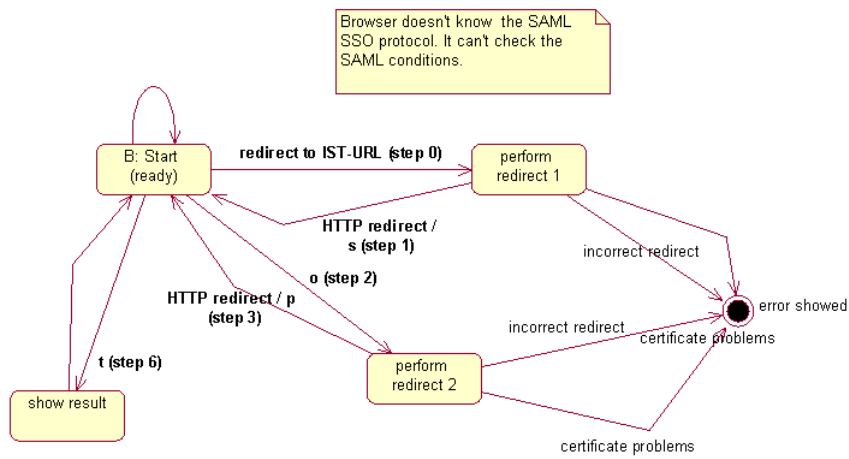 Browser doesn't know the SAML
SSO protocol. It can't check the
SAML conditions.
B: Start
(ready)
redirect to IST-URL (step 0)
perform
redirect 1
HTTP redirect /
s (step 1)
incorrect redirect
o (step 2)
HTTP redirect / p
(step 3)
error showed
incorrect redirect
certificate problems
t (step 6)
perform
redirect 2
show result
certificate problems